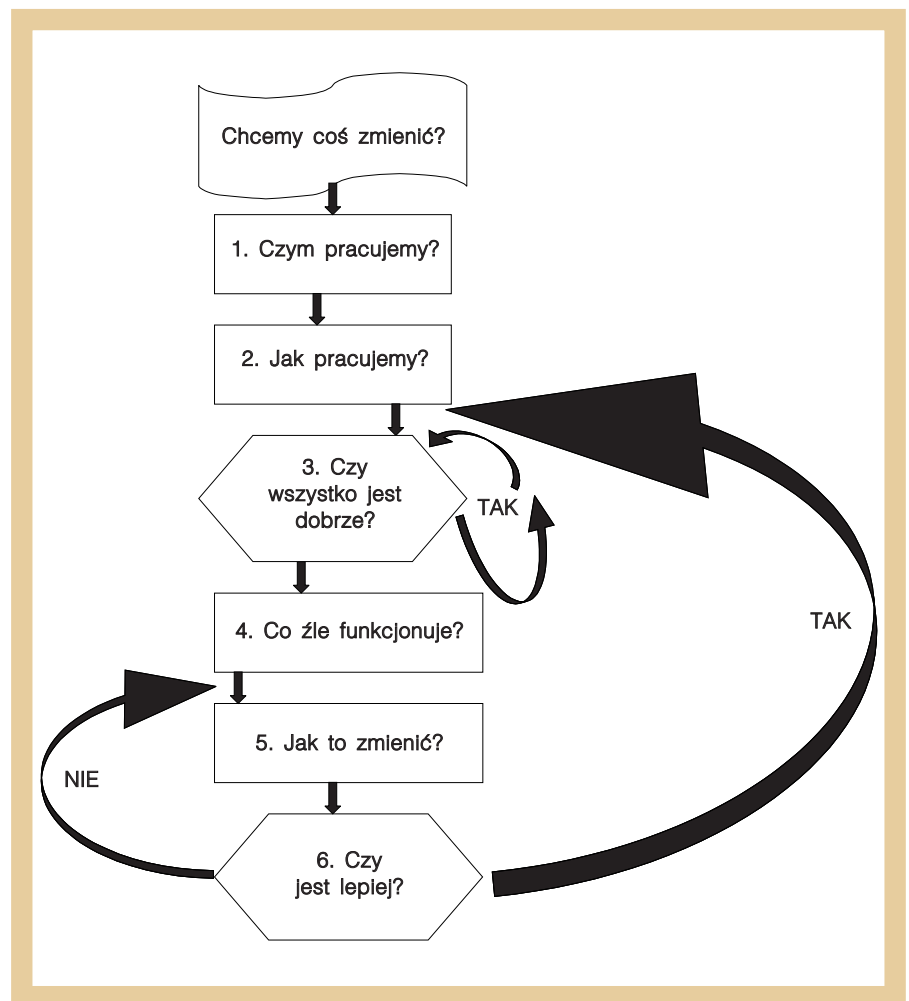 Chcemy coś zmienić?
1. Czym pracujemy?
2. Jak pracujemy?
3. Czy
wszystko jest
dobrze?
TAK
4. Co źle funkcjonuje?
TAK
5. Jak to zmienić?
NIE
6. Czy
jest lepiej?